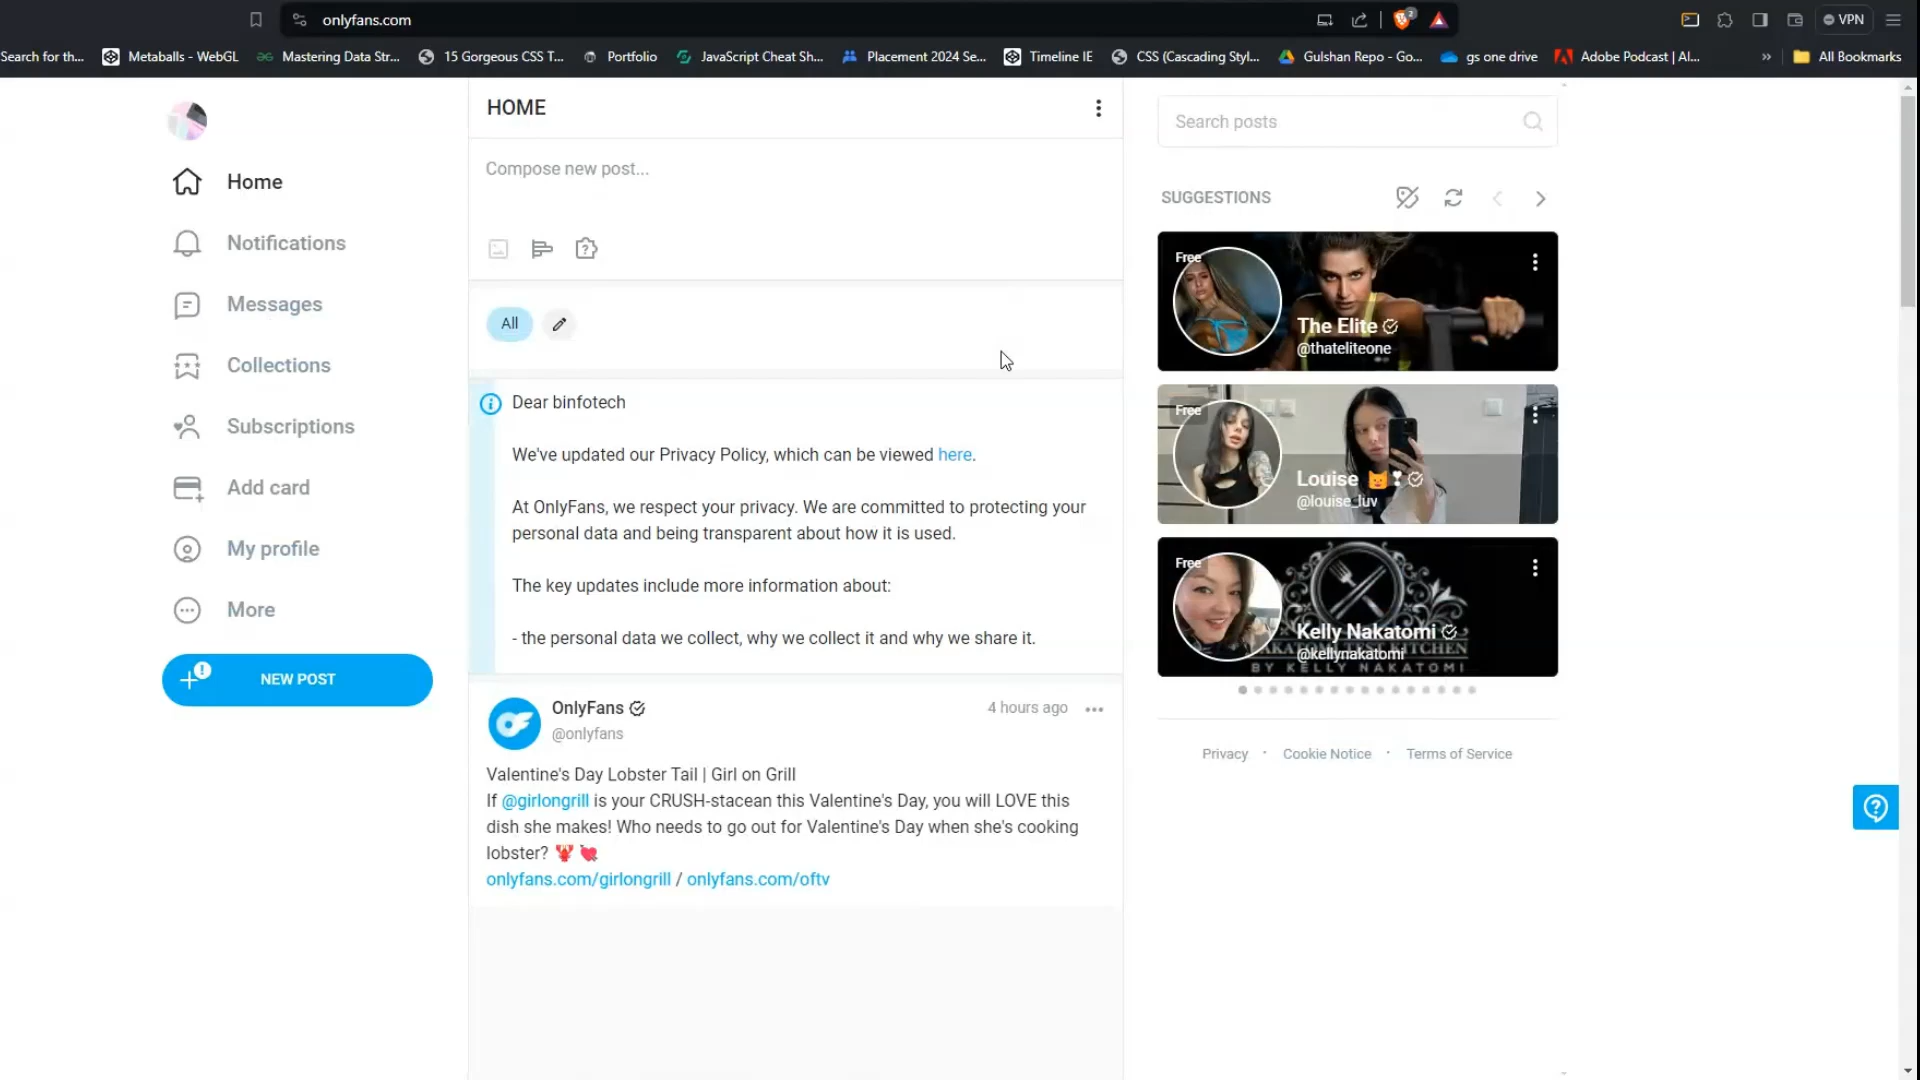 onlyfans.com
2
VPN
Search for th...
Metaballs - WebGL
Mastering Data Str...
15 Gorgeous CSS T...
Portfolio
JavaScript Cheat Sh...
Placement 2024 Se...
Timeline IE
CSS (Cascading Styl...
Gulshan Repo - Go...
gs one drive
Adobe Podcast | AI...
»
All Bookmarks
Home
Notifications
Messages
Collections
Subscriptions
Add card
My profile
More
NEW POST
HOME
Compose new post...
All
Dear binfotech
We've updated our Privacy Policy, which can be viewed here.
At OnlyFans, we respect your privacy. We are committed to protecting your
personal data and being transparent about how it is used.
The key updates include more information about:
- the personal data we collect, why we collect it and why we share it.
OnlyFans
4 hours ago
@onlyfans
Valentine's Day Lobster Tail | Girl on Grill
If @girlongrill is your CRUSH-stacean this Valentine's Day, you will LOVE this
dish she makes! Who needs to go out for Valentine's Day when she's cooking
lobster? 🦞 💘
onlyfans.com/girlongrill / onlyfans.com/oftv
Search posts
SUGGESTIONS
Free
The Elite
@thateliteone
Free
Louise 🐱❣
@louise_luv
Free
Kelly Nakatomi
@kellynakatomi
BY KELLY NAKATOMI
Privacy · Cookie Notice · Terms of Service